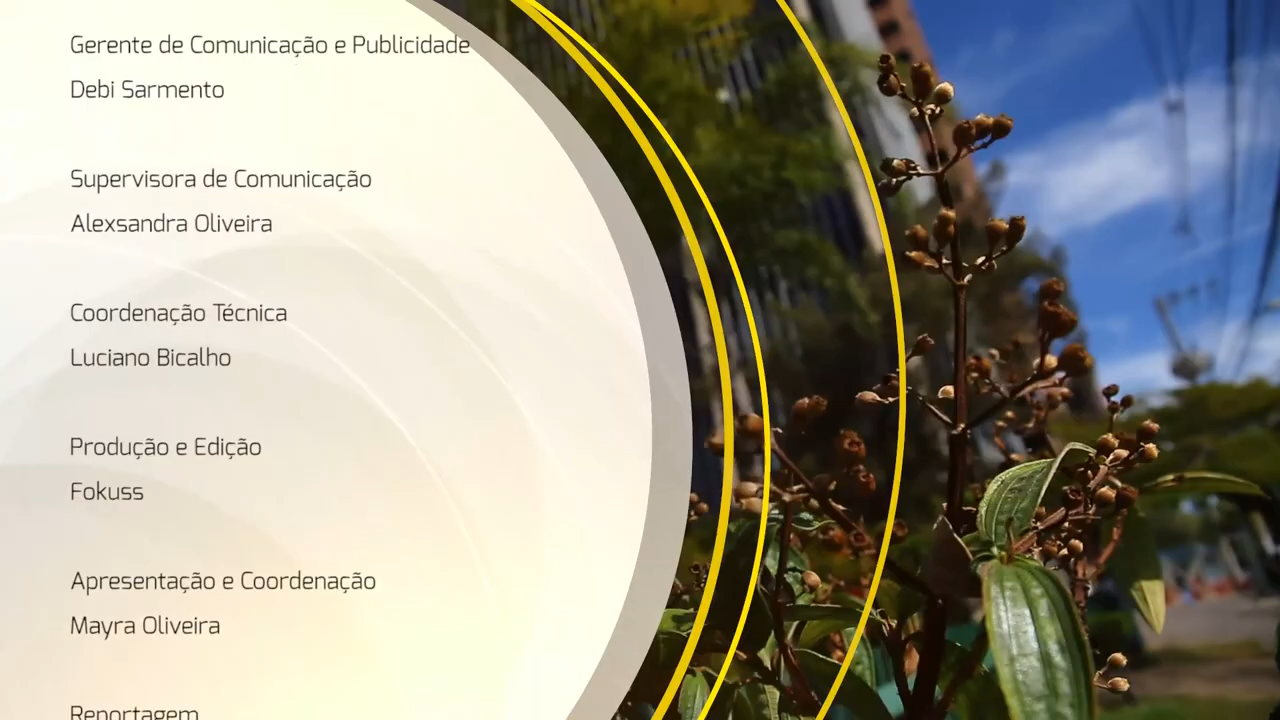 Gerente de Comunicação e Publicidade
Debi Sarmento
Supervisora de Comunicação
Alexsandra Oliveira
Coordenação Técnica
Luciano Bicalho
Produção e Edição
Fokuss
Apresentação e Coordenação
Mayra Oliveira
Reportagem